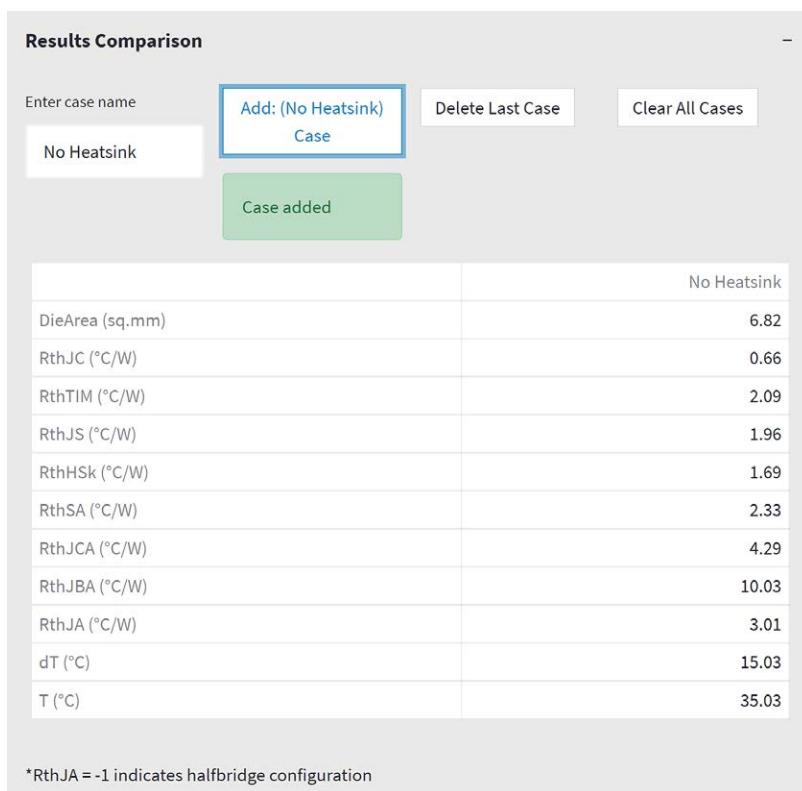 Results Comparison –
Enter case name
Add: (No Heatsink)
Case
Delete Last Case
Clear All Cases
No Heatsink
Case added
No Heatsink
DieArea (sq.mm) 6.82
RthJC (°C/W) 0.66
RthTIM (°C/W) 2.09
RthJS (°C/W) 1.96
RthHSk (°C/W) 1.69
RthSA (°C/W) 2.33
RthJCA (°C/W) 4.29
RthJBA (°C/W) 10.03
RthJA (°C/W) 3.01
dT (°C) 15.03
T (°C) 35.03
*RthJA = -1 indicates halfbridge configuration